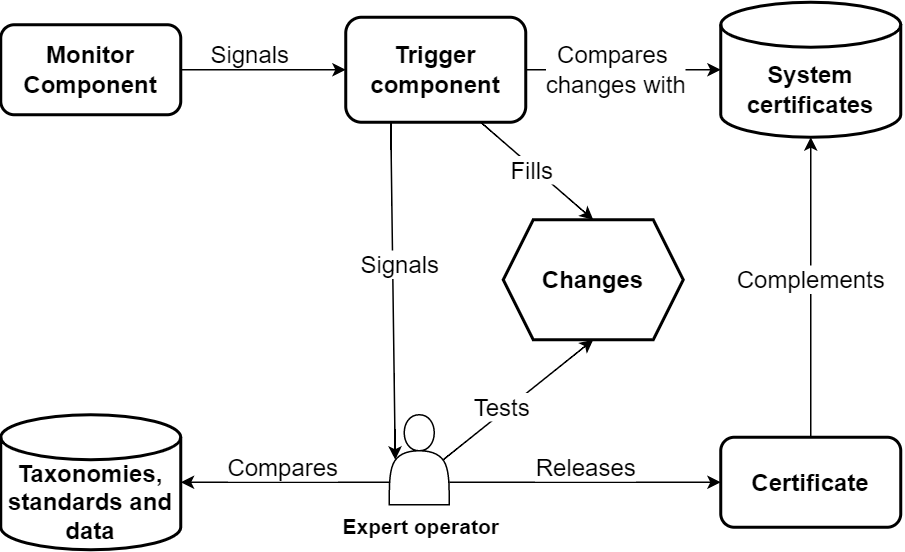 Monitor
Component
Signals
Trigger
component
Compares
changes with
System
certificates
Fills
Signals
Changes
Complements
Tests
Taxonomies,
standards and
data
Compares
Expert operator
Releases
Certificate